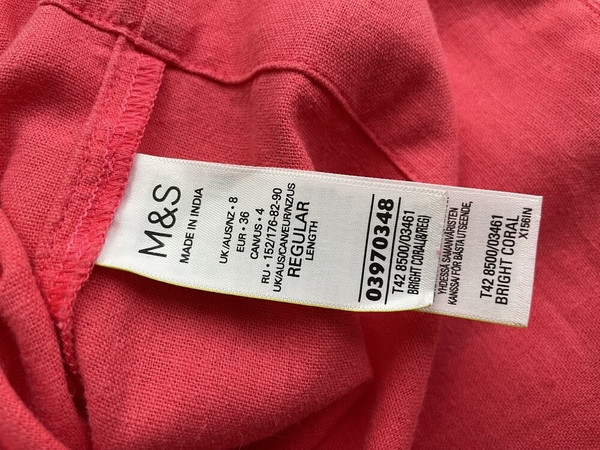 M&S
MADE IN INDIA
UK/AUS/NZ • 8
EUR • 36
CAN/US • 4
RU • 152/176-82-90
UK/AUS/CAN/EUR/NZ/US
REGULAR
LENGTH
03970348
T42 8500/03461
BRIGHT CORAL(8/REG)
YHDESSÄ SAMANVÄRISTEN
KANSSA/ FÖR BÄSTA UTSEENDE,
T42 8500/03461
BRIGHT CORAL
X156IN